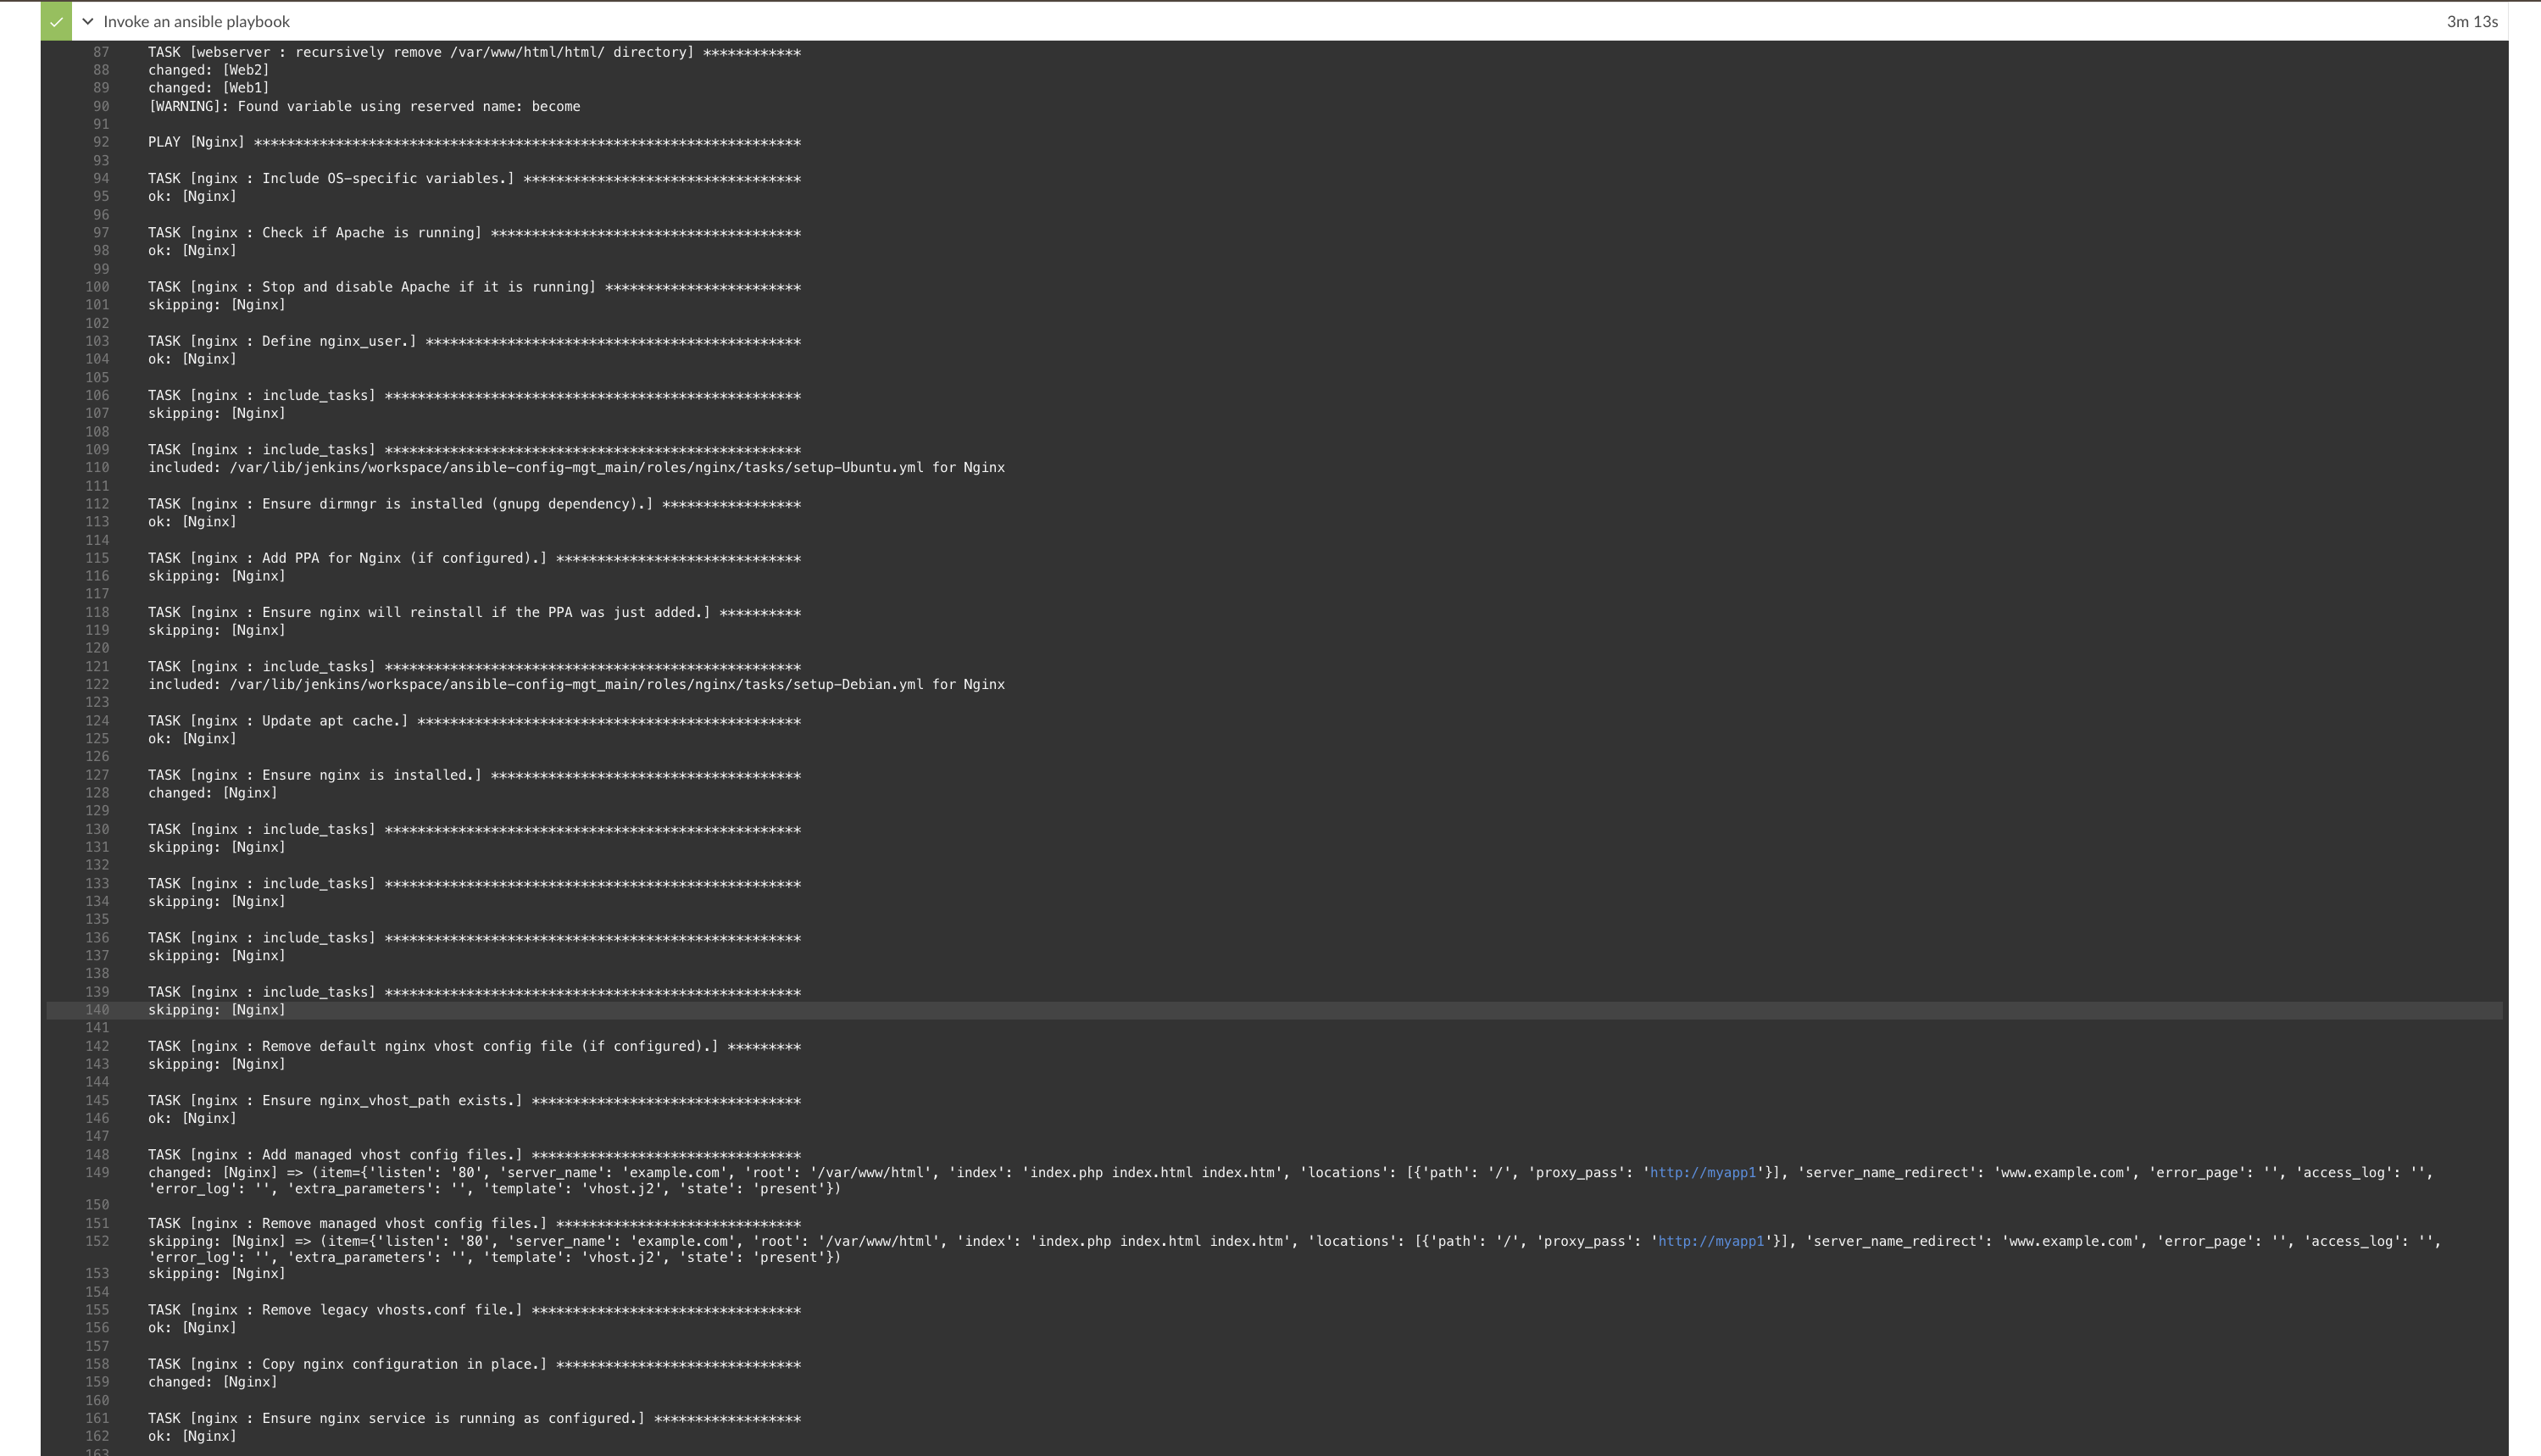 Invoke an ansible playbook 3m 13s
87 TASK [webserver : recursively remove /var/www/html/html/ directory] ************
88 changed: [Web2]
89 changed: [Web1]
90 [WARNING]: Found variable using reserved name: become
91
92 PLAY [Nginx] *******************************************************************
93
94 TASK [nginx : Include OS-specific variables.] **********************************
95 ok: [Nginx]
96
97 TASK [nginx : Check if Apache is running] **************************************
98 ok: [Nginx]
99
100 TASK [nginx : Stop and disable Apache if it is running] ************************
101 skipping: [Nginx]
102
103 TASK [nginx : Define nginx_user.] **********************************************
104 ok: [Nginx]
105
106 TASK [nginx : include_tasks] ***************************************************
107 skipping: [Nginx]
108
109 TASK [nginx : include_tasks] ***************************************************
110 included: /var/lib/jenkins/workspace/ansible-config-mgt_main/roles/nginx/tasks/setup-Ubuntu.yml for Nginx
111
112 TASK [nginx : Ensure dirmngr is installed (gnupg dependency).] *****************
113 ok: [Nginx]
114
115 TASK [nginx : Add PPA for Nginx (if configured).] ******************************
116 skipping: [Nginx]
117
118 TASK [nginx : Ensure nginx will reinstall if the PPA was just added.] **********
119 skipping: [Nginx]
120
121 TASK [nginx : include_tasks] ***************************************************
122 included: /var/lib/jenkins/workspace/ansible-config-mgt_main/roles/nginx/tasks/setup-Debian.yml for Nginx
123
124 TASK [nginx : Update apt cache.] ***********************************************
125 ok: [Nginx]
126
127 TASK [nginx : Ensure nginx is installed.] **************************************
128 changed: [Nginx]
129
130 TASK [nginx : include_tasks] ***************************************************
131 skipping: [Nginx]
132
133 TASK [nginx : include_tasks] ***************************************************
134 skipping: [Nginx]
135
136 TASK [nginx : include_tasks] ***************************************************
137 skipping: [Nginx]
138
139 TASK [nginx : include_tasks] ***************************************************
140 skipping: [Nginx]
141
142 TASK [nginx : Remove default nginx vhost config file (if configured).] *********
143 skipping: [Nginx]
144
145 TASK [nginx : Ensure nginx_vhost_path exists.] *********************************
146 ok: [Nginx]
147
148 TASK [nginx : Add managed vhost config files.] *********************************
149 changed: [Nginx] => (item={'listen': '80', 'server_name': 'example.com', 'root': '/var/www/html', 'index': 'index.php index.html index.htm', 'locations': [{'path': '/', 'proxy_pass': 'http://myapp1'}], 'server_name_redirect': 'www.example.com', 'error_page': '', 'access_log': '',
'error_log': '', 'extra_parameters': '', 'template': 'vhost.j2', 'state': 'present'})
150
151 TASK [nginx : Remove managed vhost config files.] ******************************
152 skipping: [Nginx] => (item={'listen': '80', 'server_name': 'example.com', 'root': '/var/www/html', 'index': 'index.php index.html index.htm', 'locations': [{'path': '/', 'proxy_pass': 'http://myapp1'}], 'server_name_redirect': 'www.example.com', 'error_page': '', 'access_log': '',
'error_log': '', 'extra_parameters': '', 'template': 'vhost.j2', 'state': 'present'})
153 skipping: [Nginx]
154
155 TASK [nginx : Remove legacy vhosts.conf file.] *********************************
156 ok: [Nginx]
157
158 TASK [nginx : Copy nginx configuration in place.] ******************************
159 changed: [Nginx]
160
161 TASK [nginx : Ensure nginx service is running as configured.] ******************
162 ok: [Nginx]
163